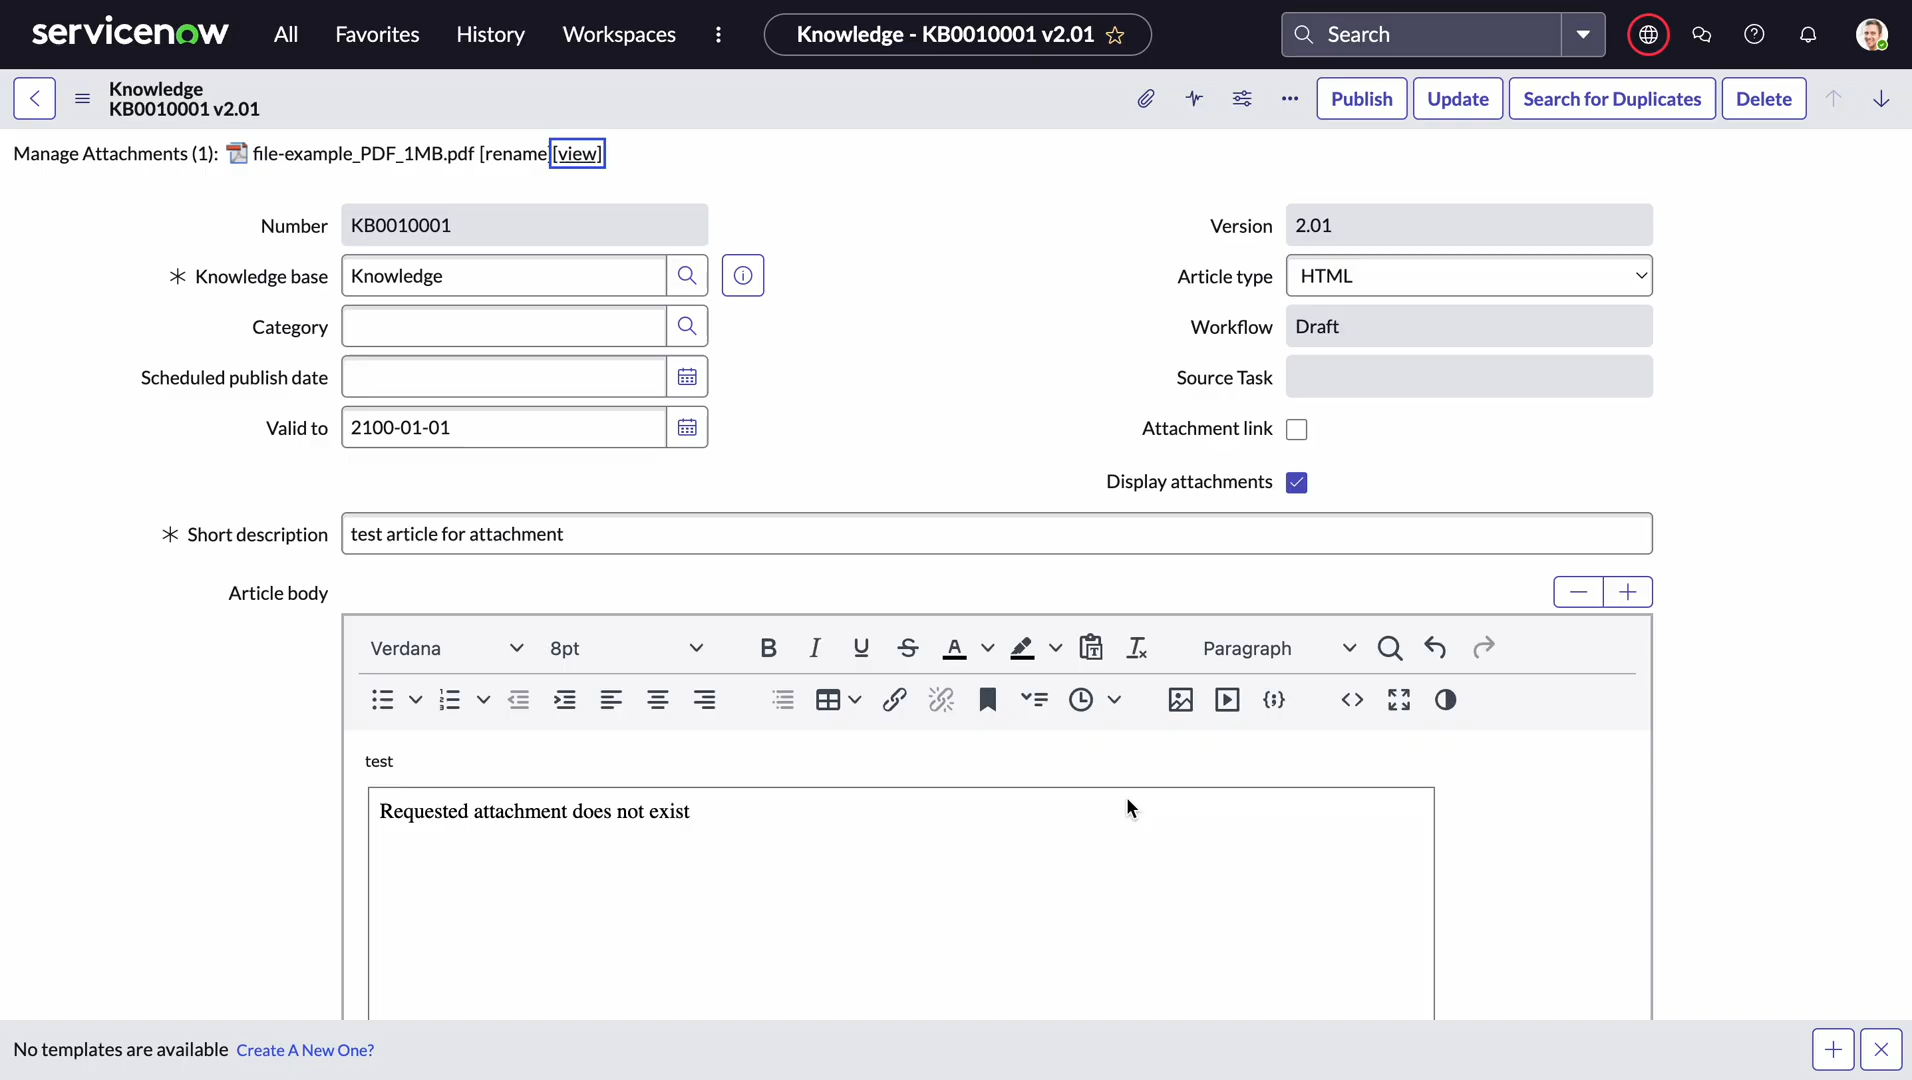 servicenow All Favorites History Workspaces Knowledge - KB0010001 v2.01 Search
Knowledge
KB0010001 v2.01
Publish Update Search for Duplicates Delete
Manage Attachments (1): file-example_PDF_1MB.pdf [rename] [view]
Number KB0010001
Version 2.01
Knowledge base Knowledge
Article type HTML
Category
Workflow Draft
Scheduled publish date
Source Task
Valid to 2100-01-01
Attachment link
Display attachments
Short description test article for attachment
Article body
Verdana 8pt B I U S A Paragraph
test
Requested attachment does not exist
No templates are available Create A New One?